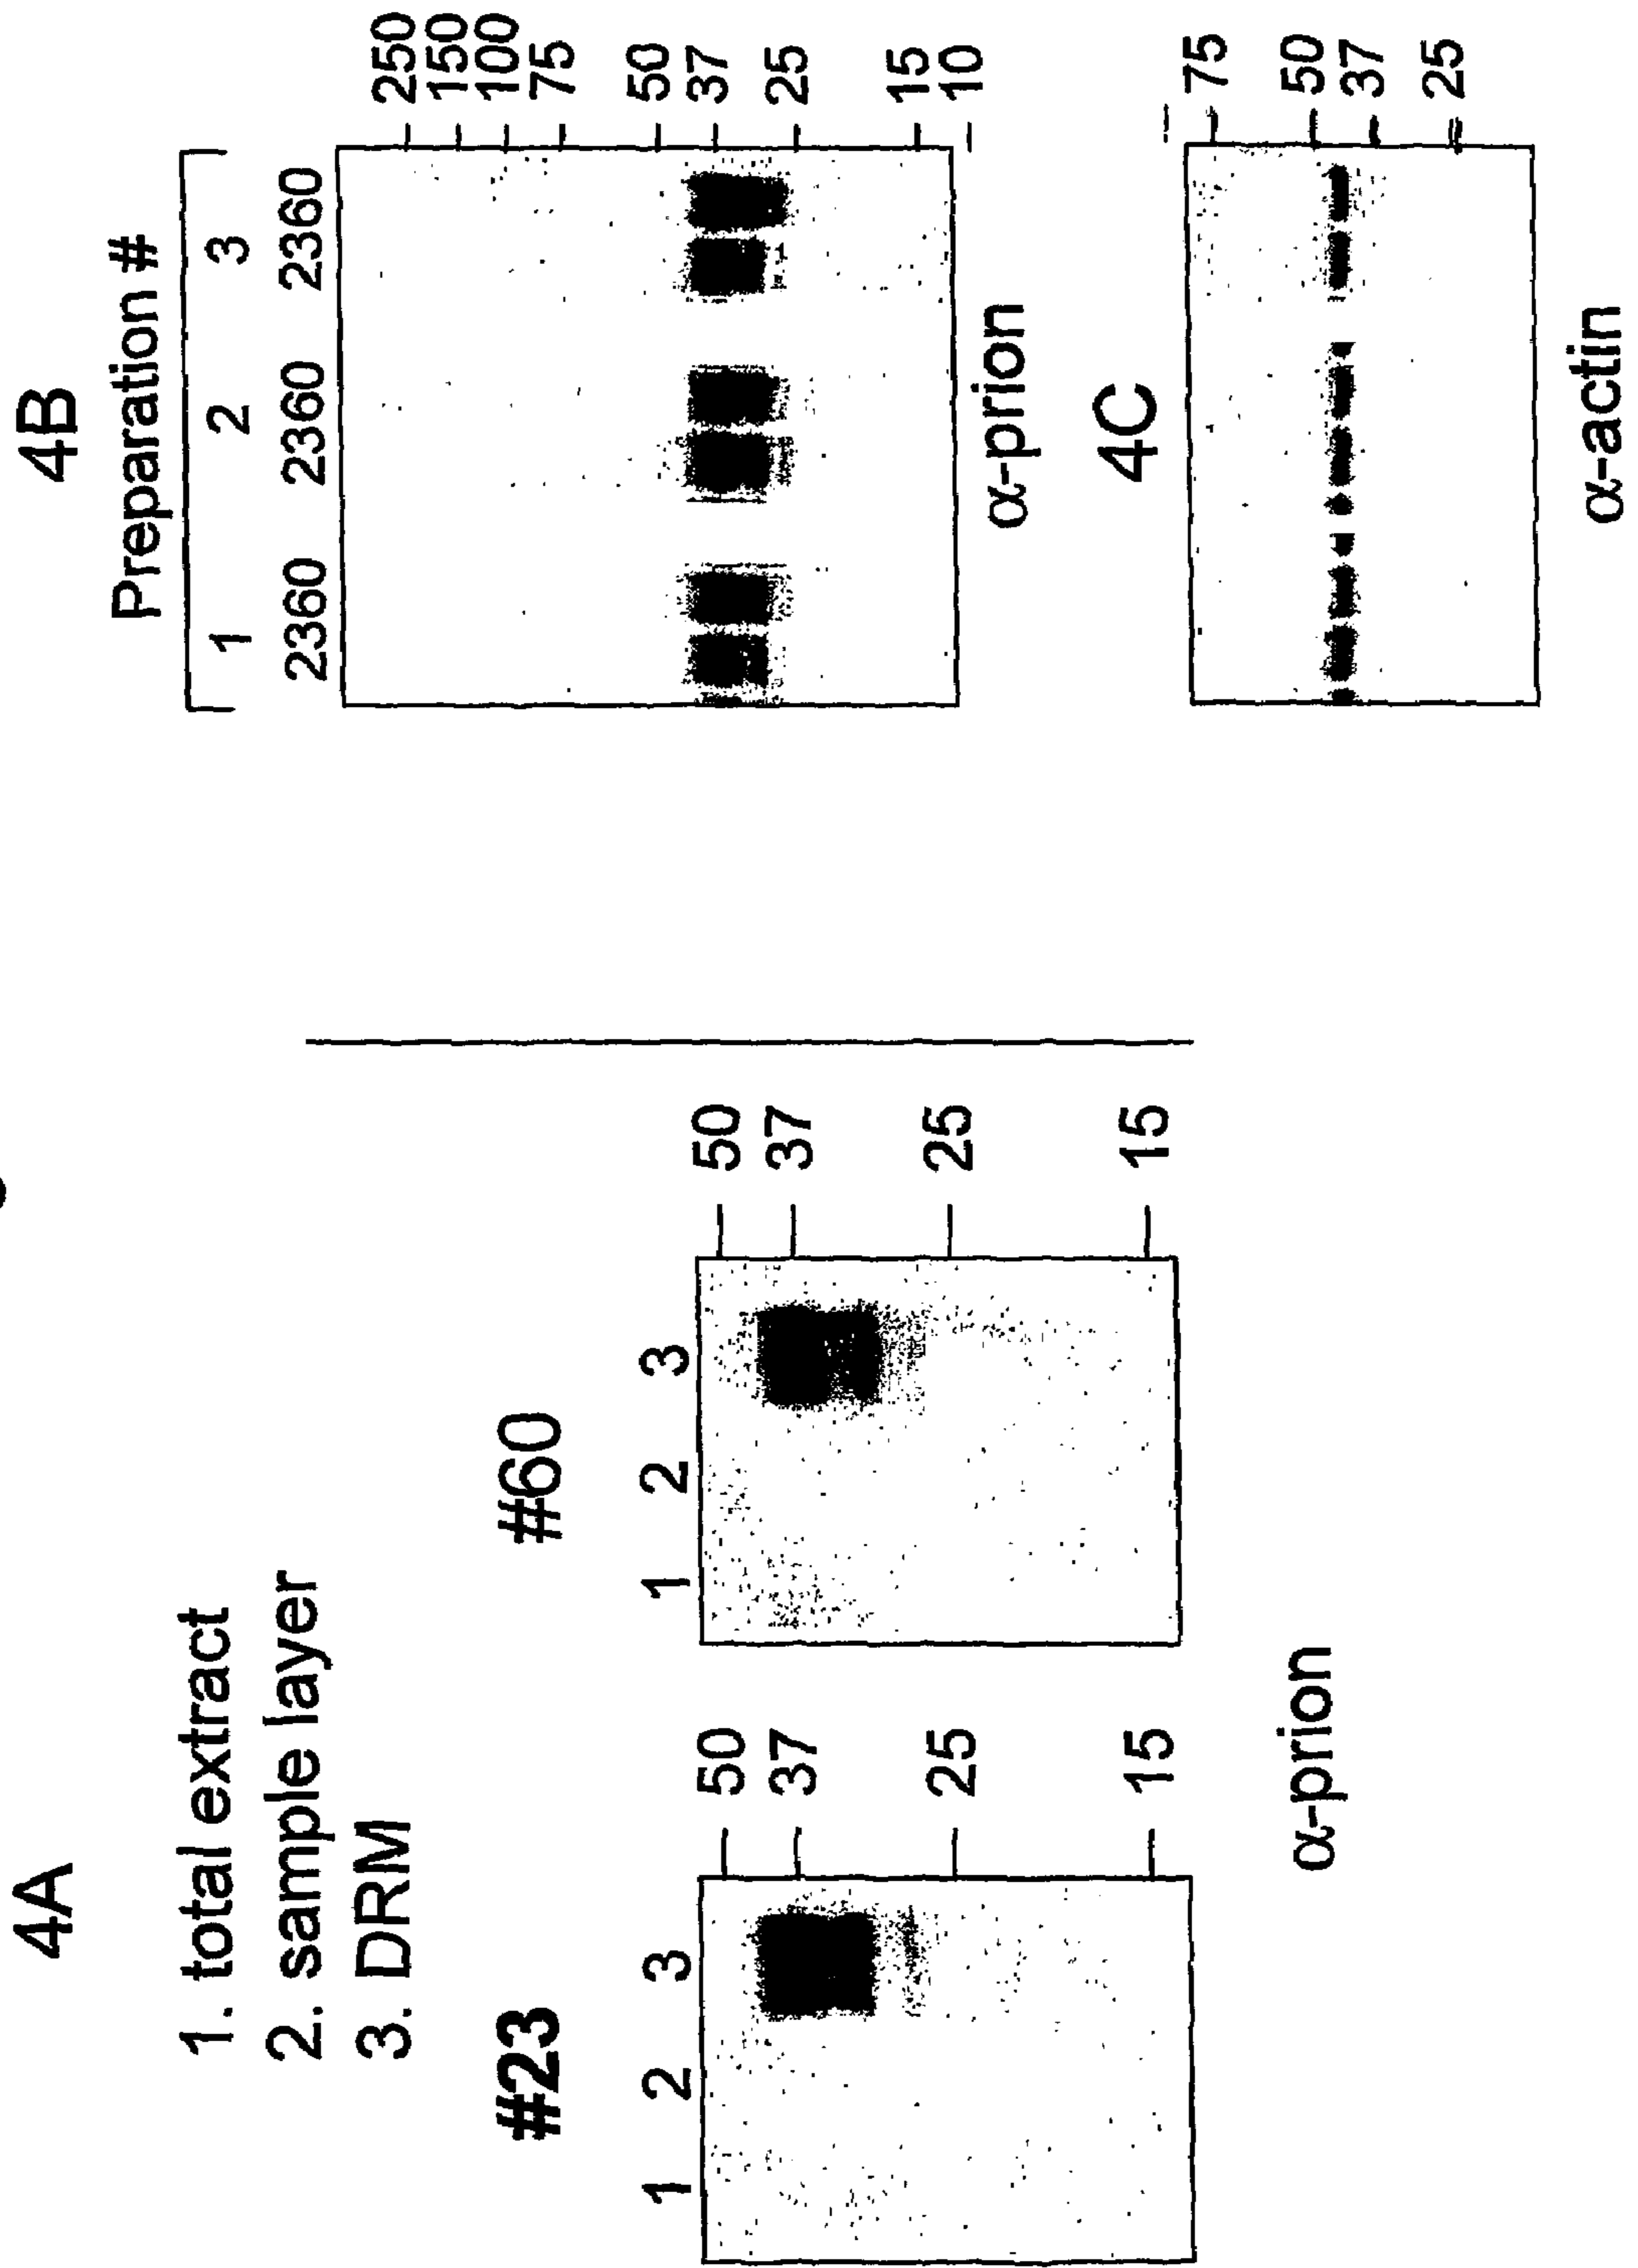 4A
1. total extract
2. sample layer
3. DRM
#23
1 2 3
50
37
25
15
#60
1 2 3
50
37
25
15
α-prion
4B
Preparation #
1 2 3
2360 2360 2360
250
150
100
75
50
37
25
15
10
α-prion
4C
75
50
37
25
α-actin